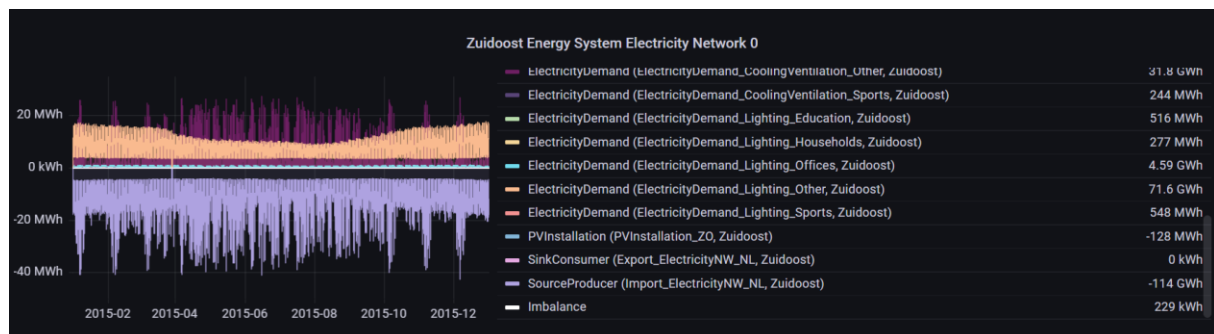 Zuidoost Energy System Electricity Network 0
20 MWh
0 kWh
-20 MWh
-40 MWh
2015-02 2015-04 2015-06 2015-08 2015-10 2015-12
ElectricityDemand (ElectricityDemand_CoolingVentilation_Other, Zuidoost) 31.8 GWh
ElectricityDemand (ElectricityDemand_CoolingVentilation_Sports, Zuidoost) 244 MWh
ElectricityDemand (ElectricityDemand_Lighting_Education, Zuidoost) 516 MWh
ElectricityDemand (ElectricityDemand_Lighting_Households, Zuidoost) 277 MWh
ElectricityDemand (ElectricityDemand_Lighting_Offices, Zuidoost) 4.59 GWh
ElectricityDemand (ElectricityDemand_Lighting_Other, Zuidoost) 71.6 GWh
ElectricityDemand (ElectricityDemand_Lighting_Sports, Zuidoost) 548 MWh
PVInstallation (PVInstallation_ZO, Zuidoost) -128 MWh
SinkConsumer (Export_ElectricityNW_NL, Zuidoost) 0 kWh
SourceProducer (Import_ElectricityNW_NL, Zuidoost) -114 GWh
Imbalance 229 kWh